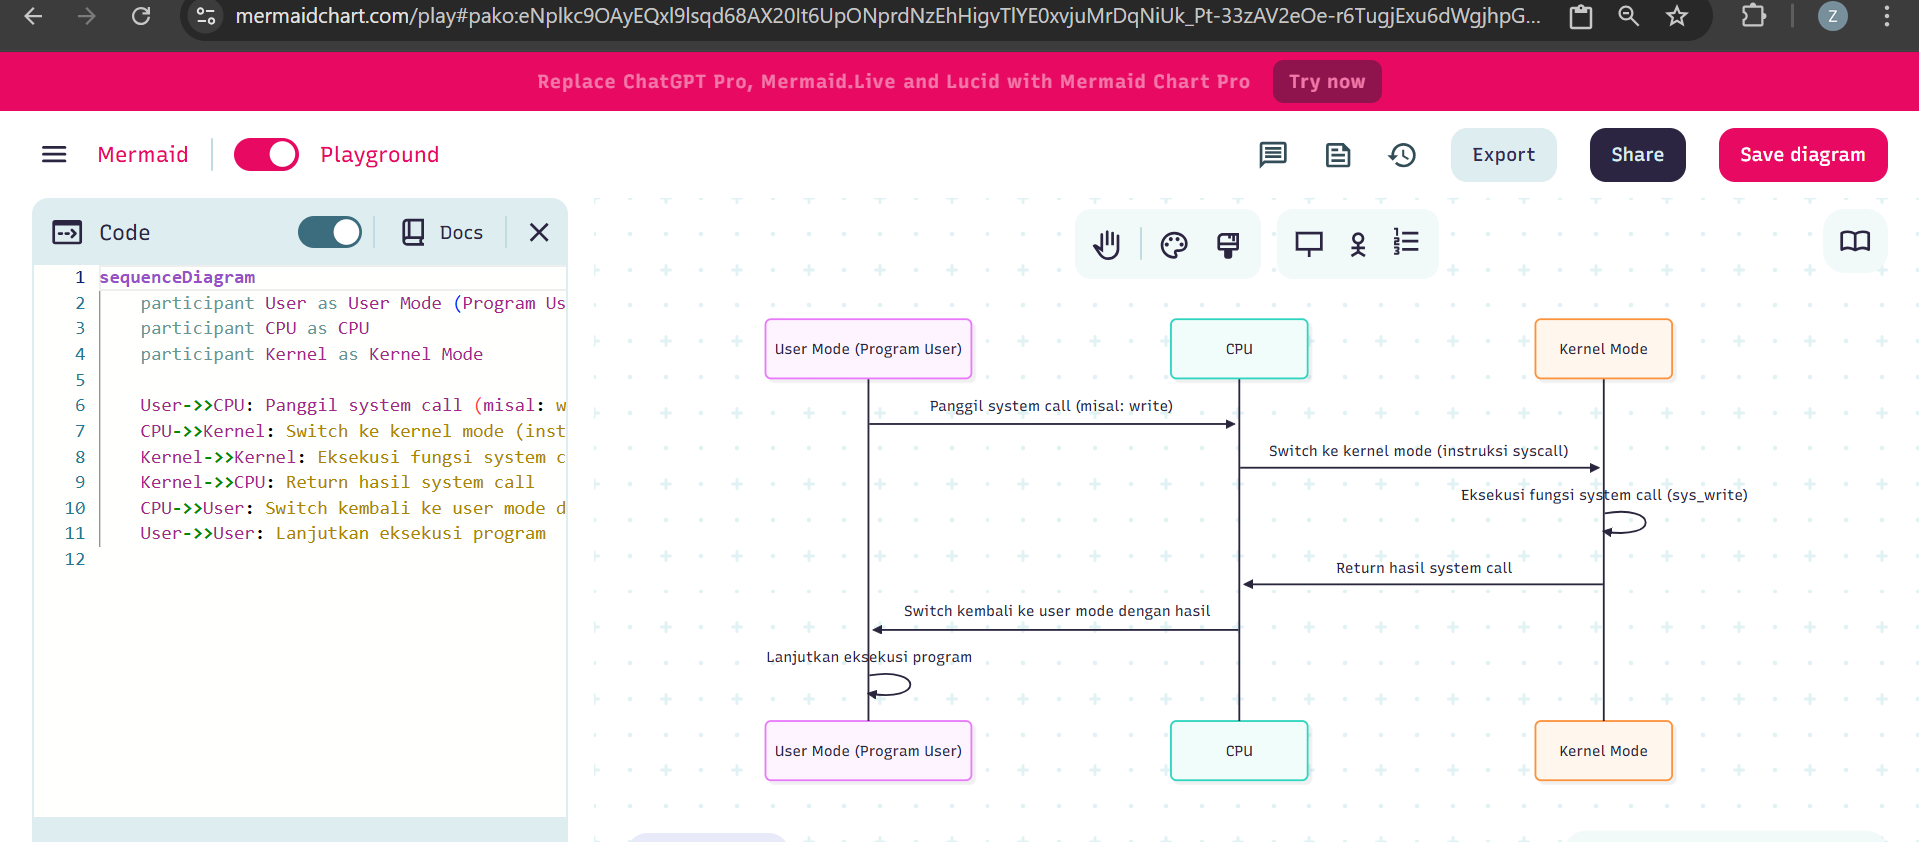 mermaidchart.com/play#pako:eNplkc9OAyEQxl9lsqd68AX20It6UpONprdNzEhHigvTlYE0xvjuMrDqNiUk_Pt-33zAV2eOe-r6TugjExu6dWgjhpG...
Z
Replace ChatGPT Pro, Mermaid.Live and Lucid with Mermaid Chart Pro Try now
Mermaid Playground Export Share Save diagram
Code Docs
1 sequenceDiagram
2 participant User as User Mode (Program Us
3 participant CPU as CPU
4 participant Kernel as Kernel Mode
5
6 User->>CPU: Panggil system call (misal: w
7 CPU->>Kernel: Switch ke kernel mode (inst
8 Kernel->>Kernel: Eksekusi fungsi system c
9 Kernel->>CPU: Return hasil system call
10 CPU->>User: Switch kembali ke user mode d
11 User->>User: Lanjutkan eksekusi program
12
User Mode (Program User) CPU Kernel Mode
Panggil system call (misal: write)
Switch ke kernel mode (instruksi syscall)
Eksekusi fungsi system call (sys_write)
Return hasil system call
Switch kembali ke user mode dengan hasil
Lanjutkan eksekusi program
User Mode (Program User) CPU Kernel Mode